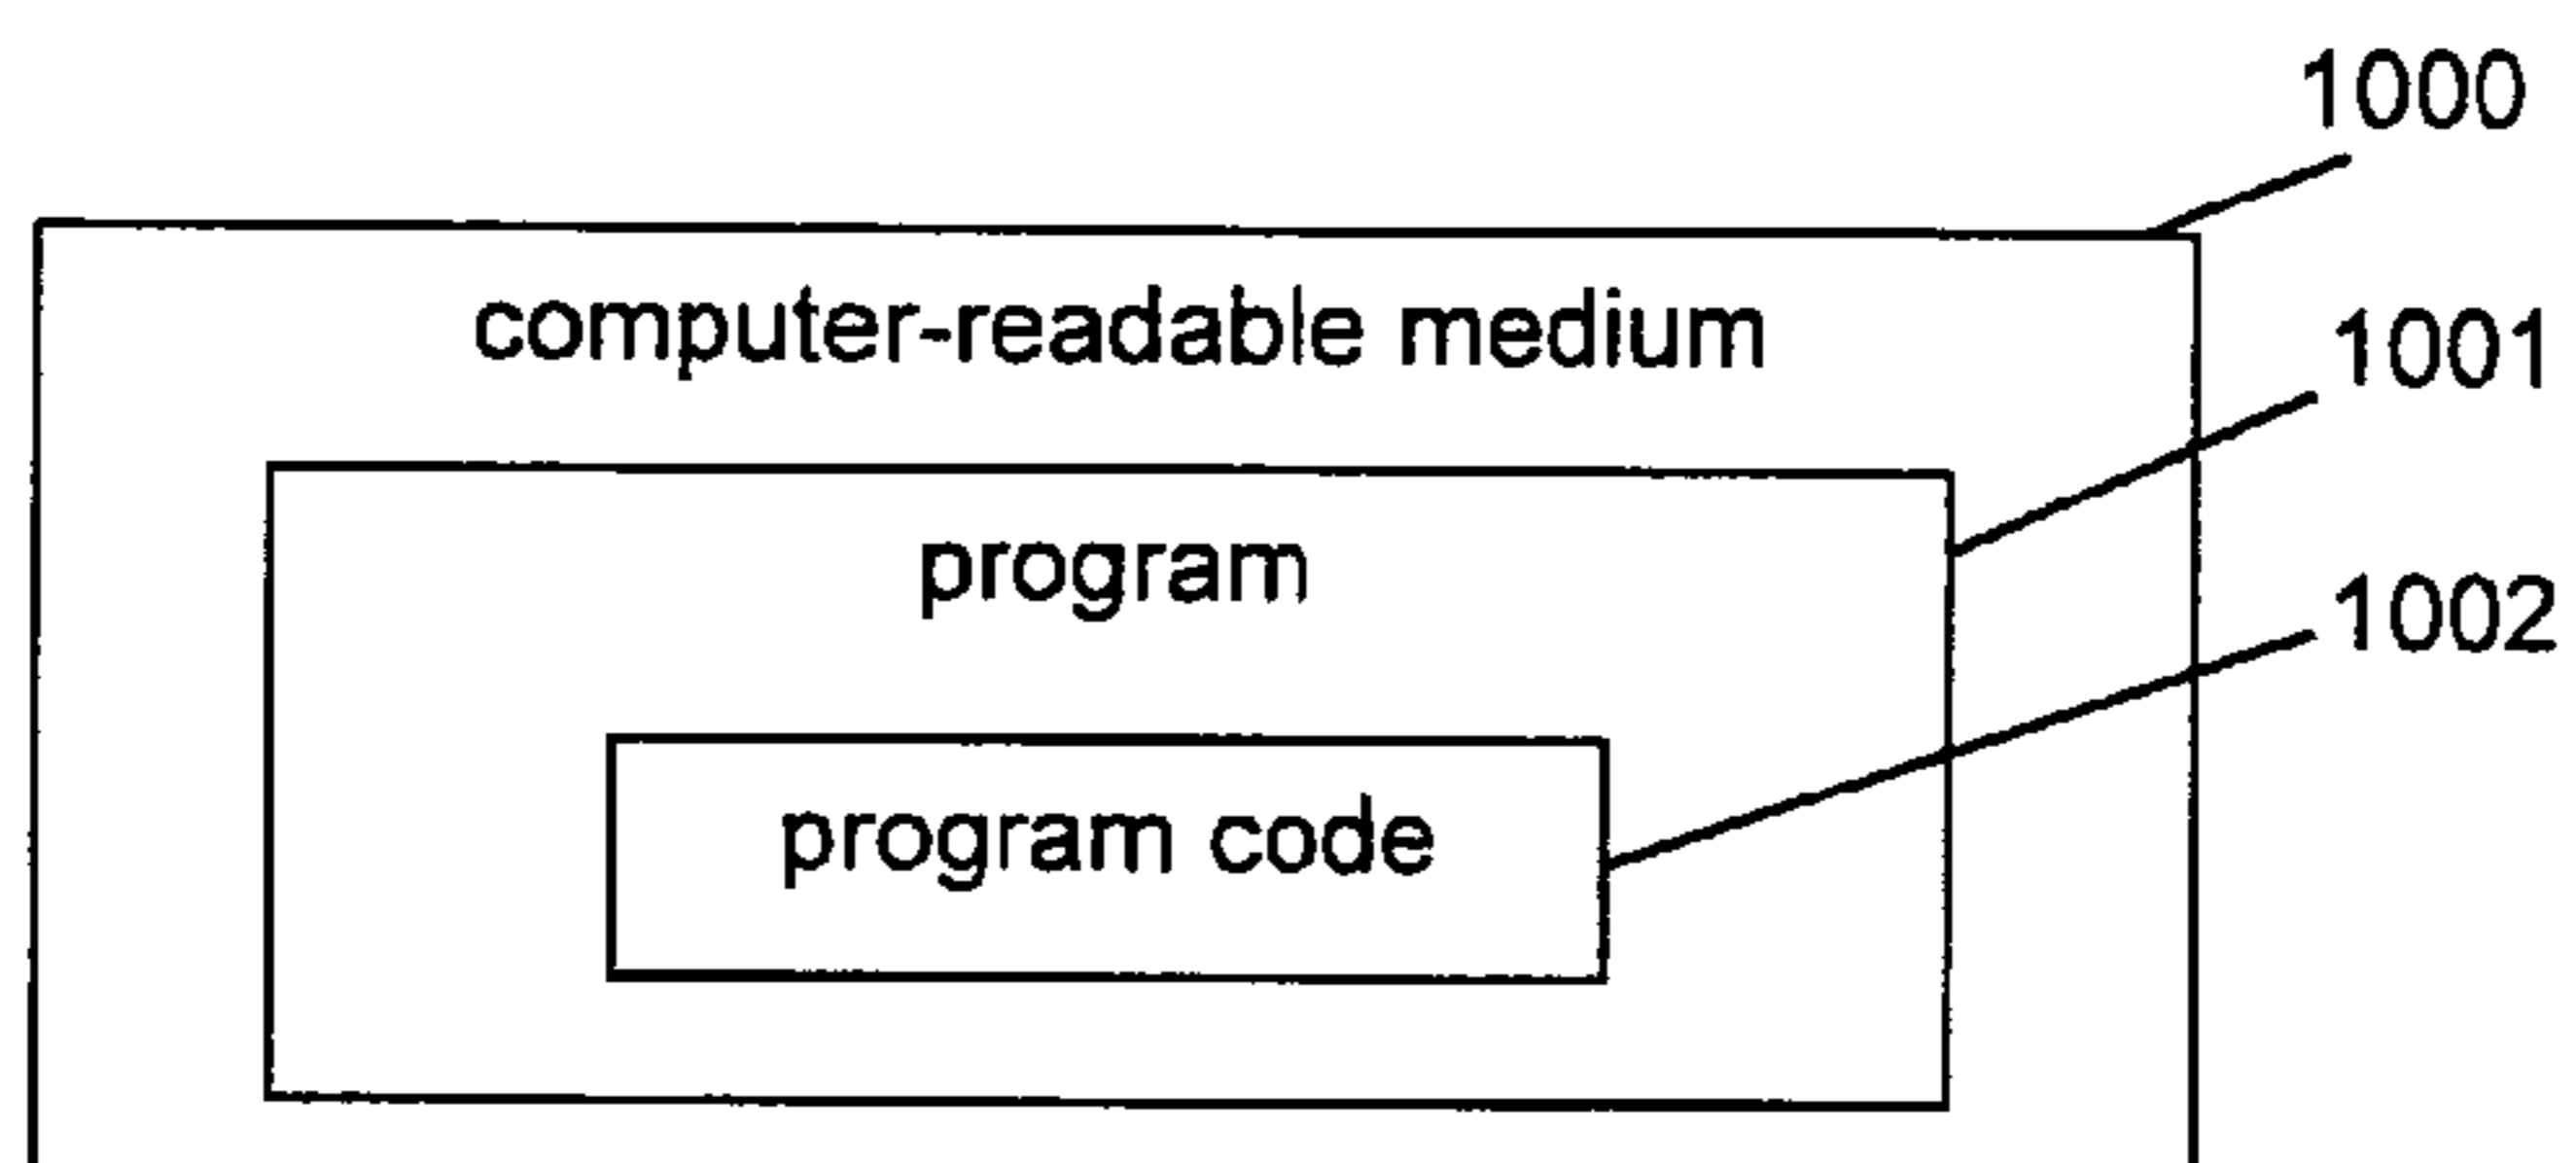 1000
computer-readable medium
1001
program
1002
program code